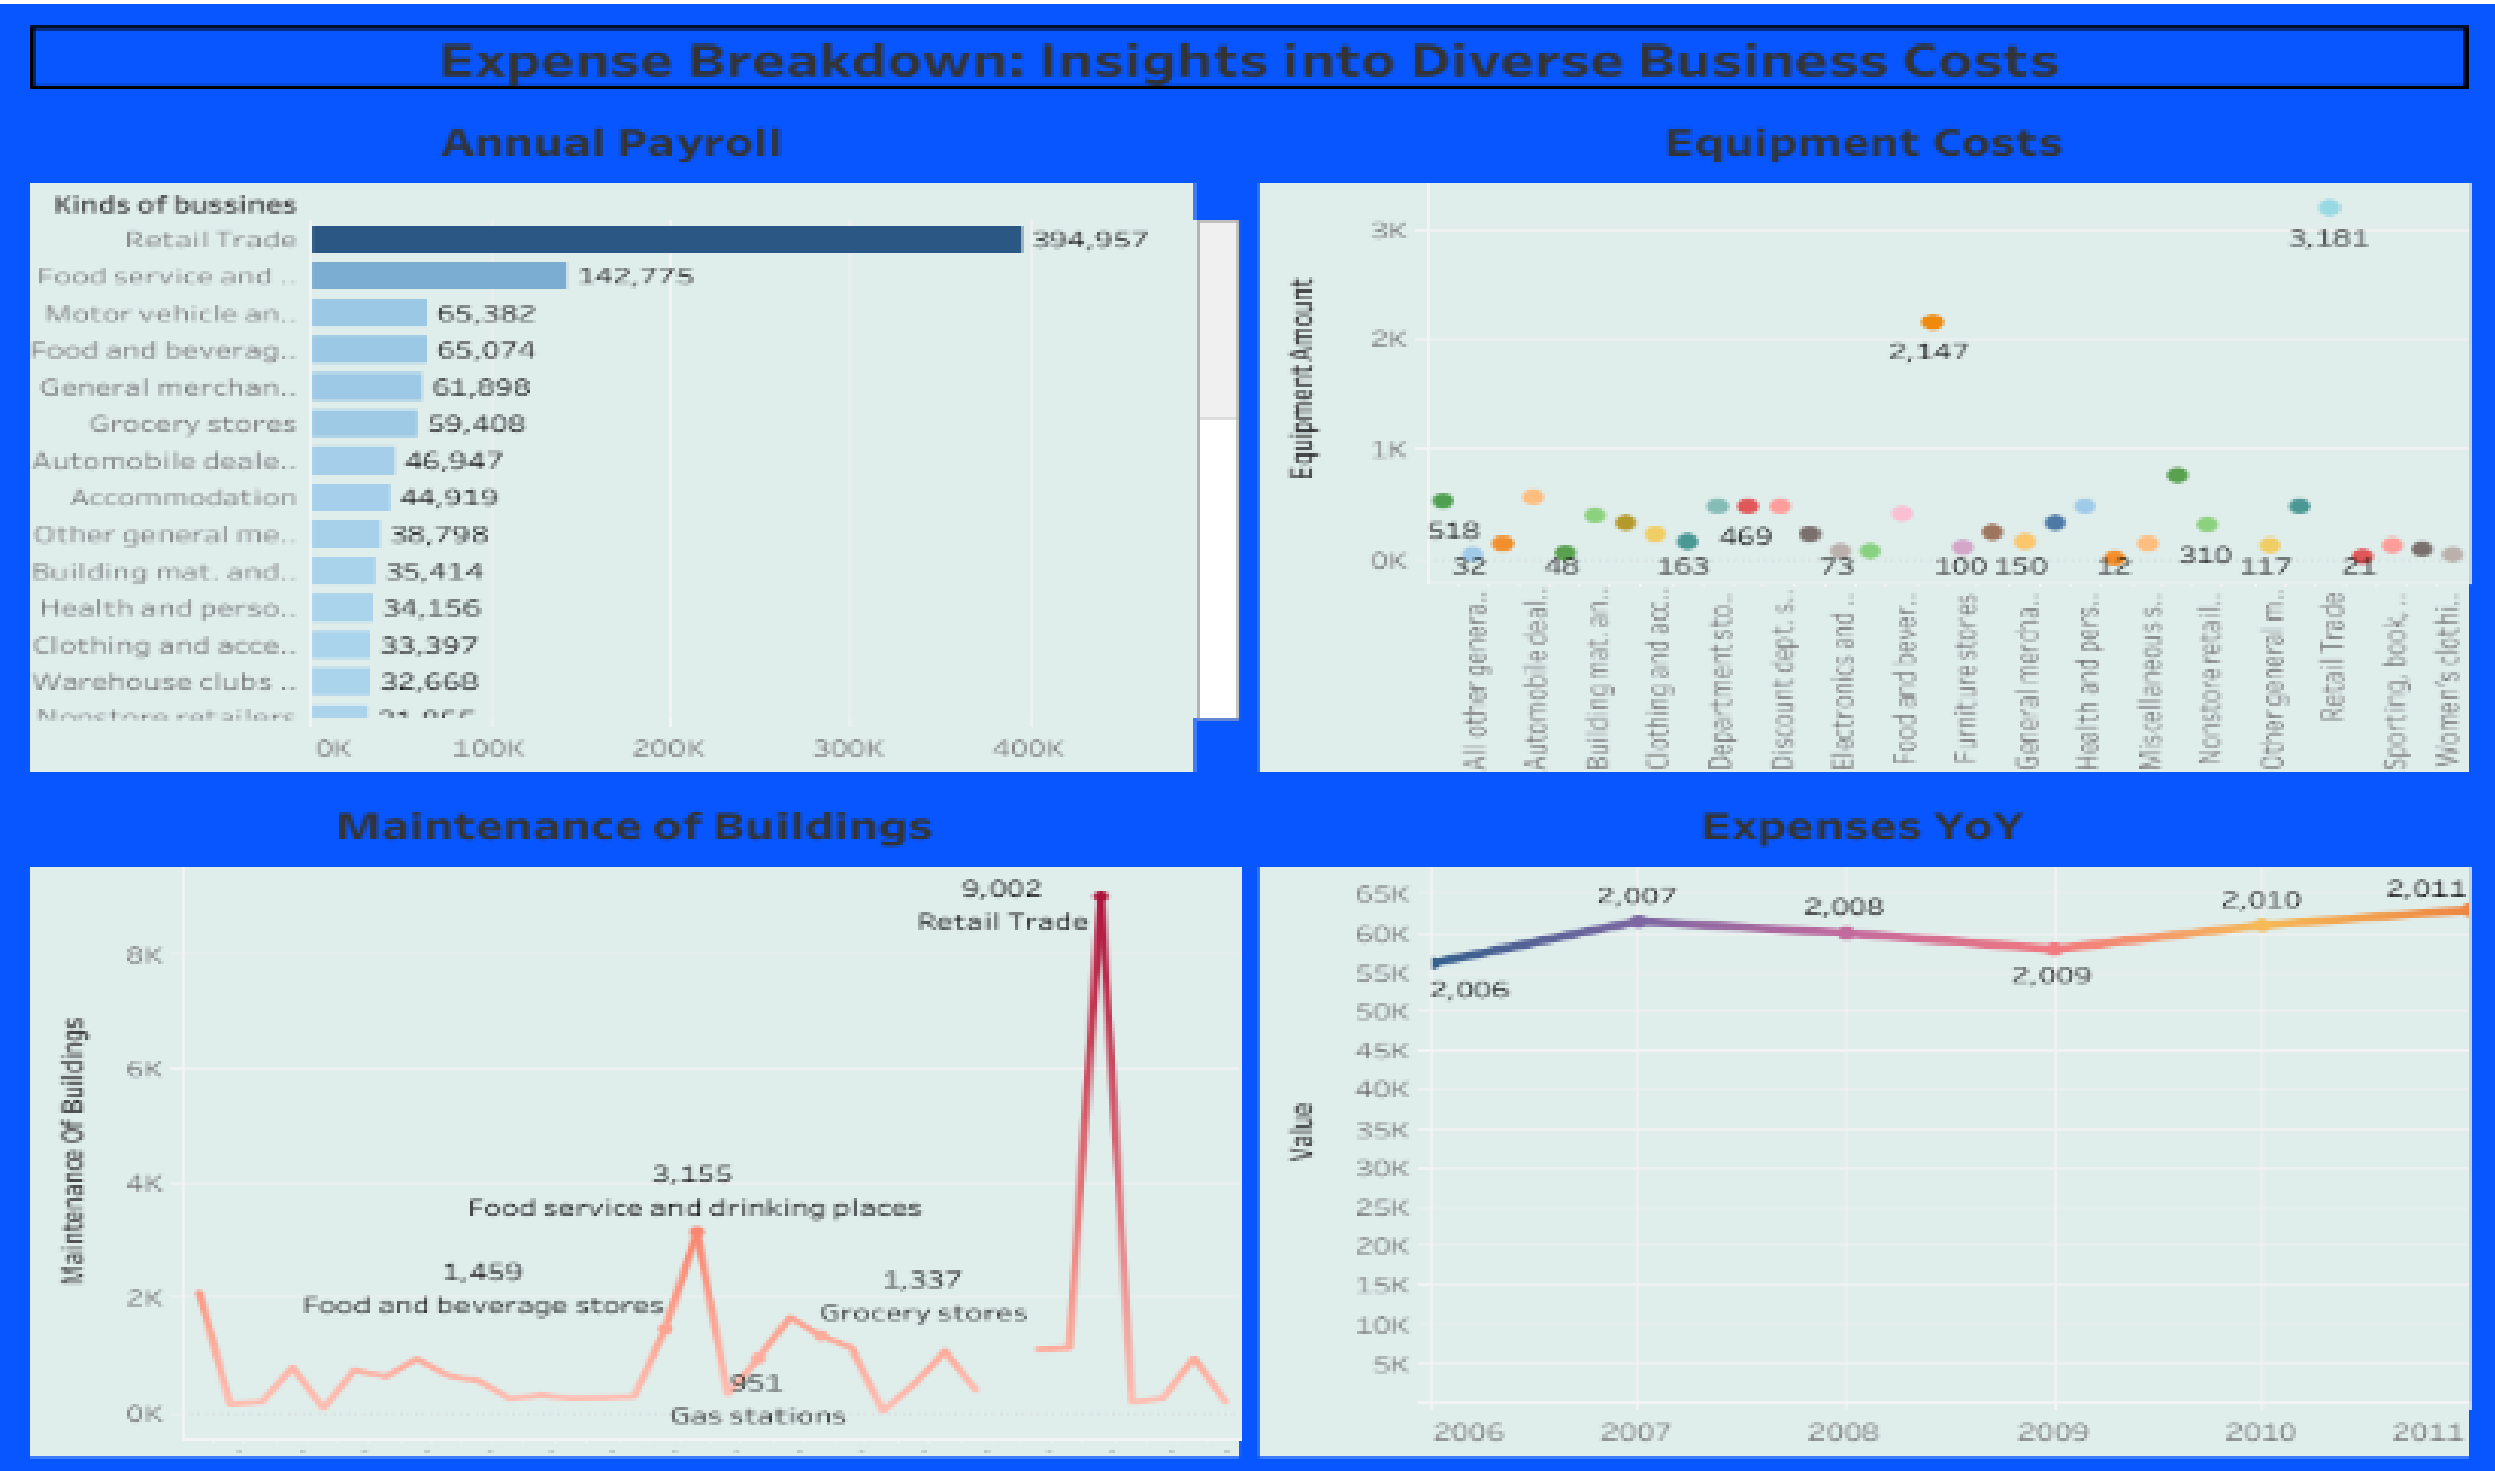 Expense Breakdown: Insights into Diverse Business Costs
Annual Payroll
Kinds of bussines
Retail Trade 394,957
Food service and .. 142,775
Motor vehicle an.. 65,382
Food and beverag.. 65,074
General merchan.. 61,898
Grocery stores 59,408
Automobile deale.. 46,947
Accommodation 44,919
Other general me.. 38,798
Building mat. and.. 35,414
Health and perso.. 34,156
Clothing and acce.. 33,397
Warehouse clubs .. 32,668
Nonstore retailers
0K 100K 200K 300K 400K
Equipment Costs
Equipment.Amount
3K
2K
1K
0K
3,181
2,147
518
32
48
163
469
73
100
150
12
310
117
21
All other genera..
Automobile deal..
Building mat. an..
Clothing and acc..
Department sto..
Discount dept. s..
Electronics and ..
Food and bever..
Furniture stores
General mercha..
Health and pers..
Miscellaneous s..
Nonstore retail..
Other general m..
Retail Trade
Sporting, book, ..
Women's clothi..
Maintenance of Buildings
Maintenance Of Buildings
8K
6K
4K
2K
0K
9,002
Retail Trade
3,155
Food service and drinking places
1,459
Food and beverage stores
1,337
Grocery stores
951
Gas stations
Expenses YoY
Value
65K
60K
55K
50K
45K
40K
35K
30K
25K
20K
15K
10K
5K
2,006
2,007
2,008
2,009
2,010
2,011
2006 2007 2008 2009 2010 2011